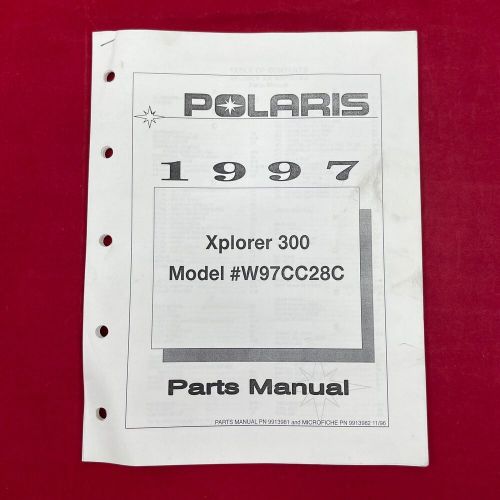 POLARIS
1997
Xplorer 300
Model #W97CC28C
Parts Manual
PARTS MANUAL PN 9913981 and MICROFICHE PN 9913982 11/96